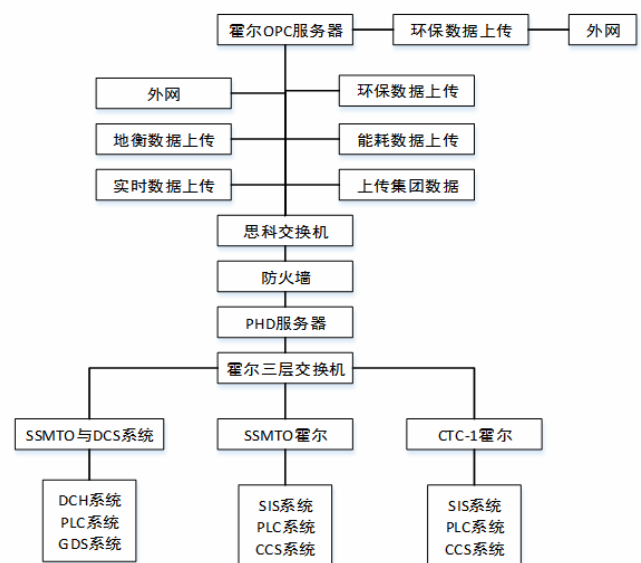 霍尔OPC服务器
环保数据上传
外网
外网
环保数据上传
地衡数据上传
能耗数据上传
实时数据上传
上传集团数据
思科交换机
防火墙
PHD服务器
霍尔三层交换机
SSMTO与DCS系统
SSMTO霍尔
CTC-1霍尔
DCH系统
PLC系统
GDS系统
SIS系统
PLC系统
CCS系统
SIS系统
PLC系统
CCS系统